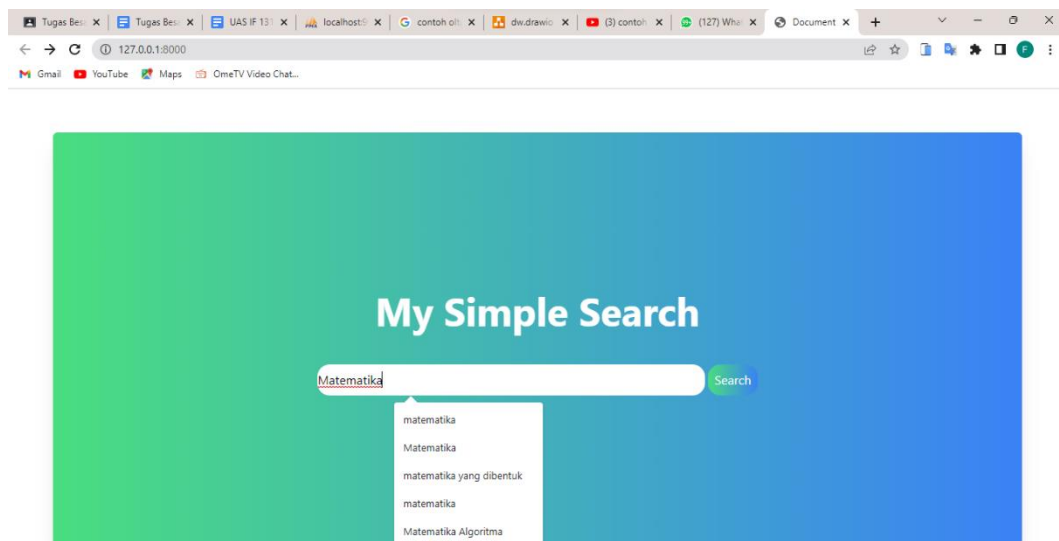 Tugas Bes
Tugas Bes
UAS IF 131
localhost:
contoh olt
dw.drawio
(3) contoh
(127) What
Document
127.0.0.1:8000
F
Gmail
YouTube
Maps
OmeTV Video Chat...
My Simple Search
Matematika
Search
matematika
Matematika
matematika yang dibentuk
matematika
Matematika Algoritma